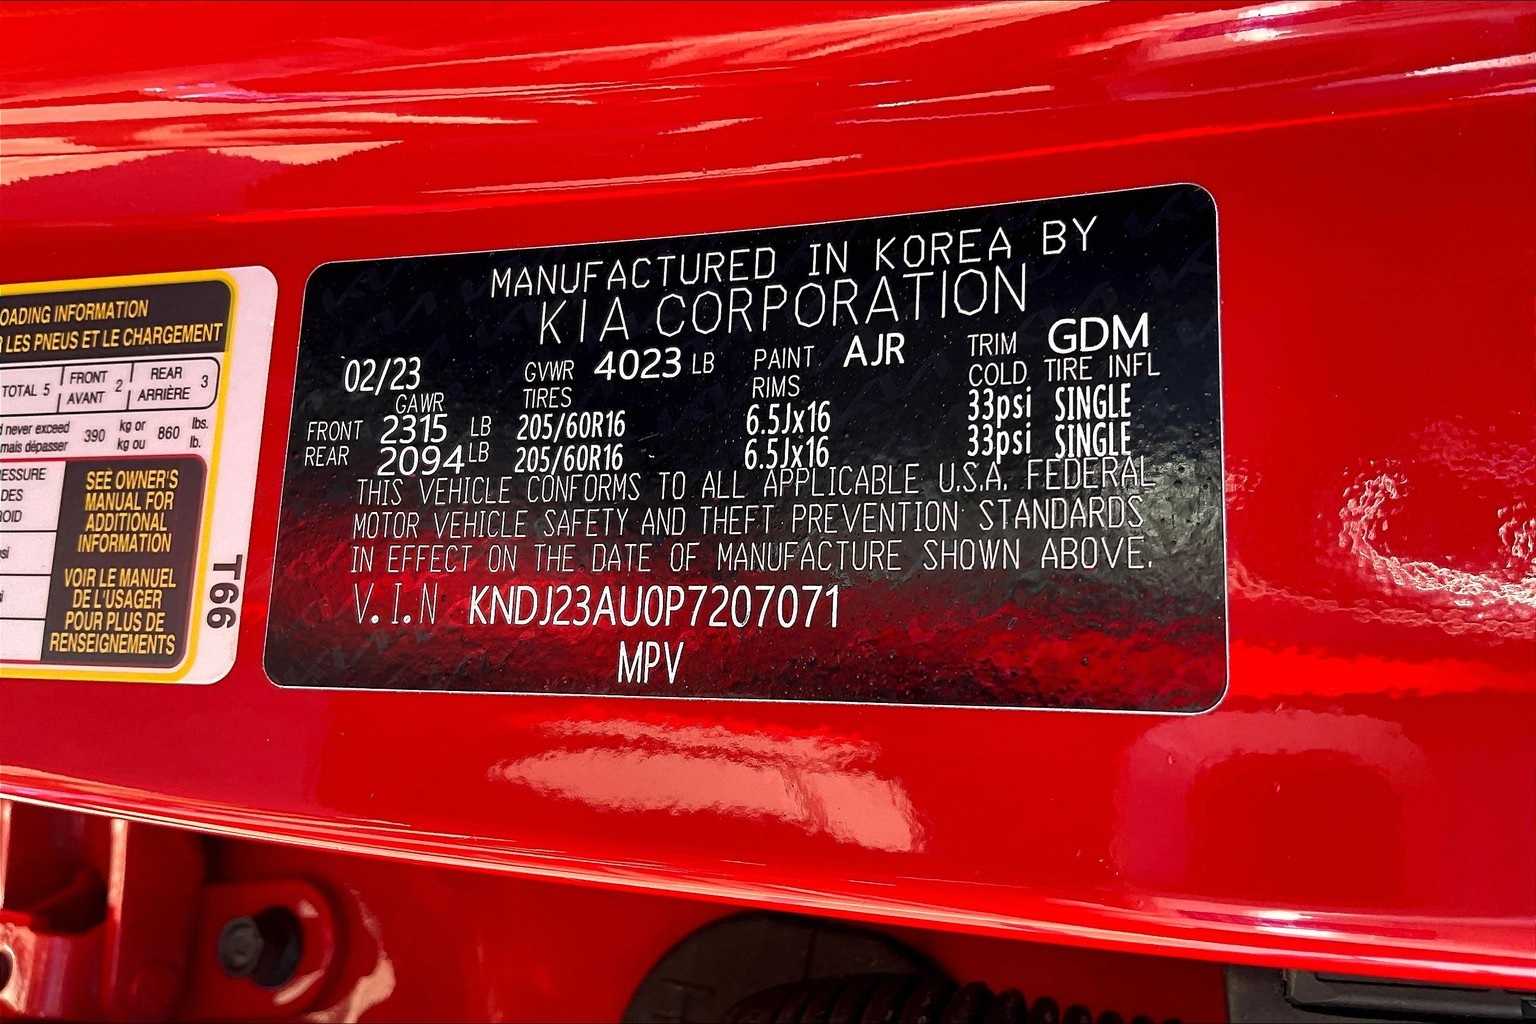 OADING INFORMATION
R LES PNEUS ET LE CHARGEMENT
TOTAL 5 FRONT AVANT 2 REAR ARRIÈRE 3
d never exceed
mais dépasser 390 kg or kg ou 860 lbs. lb.
ESSURE
DES
ROID
SEE OWNER'S
MANUAL FOR
ADDITIONAL
INFORMATION
VOIR LE MANUEL
DE L'USAGER
POUR PLUS DE
RENSEIGNEMENTS
psi
T66
MANUFACTURED IN KOREA BY
KIA CORPORATION
02/23 GVWR 4023 LB PAINT AJR TRIM GDM
GAWR TIRES RIMS COLD TIRE INFL
FRONT 2315 LB 205/60R16 6.5Jx16 33psi SINGLE
REAR 2094 LB 205/60R16 6.5Jx16 33psi SINGLE
THIS VEHICLE CONFORMS TO ALL APPLICABLE U.S.A. FEDERAL
MOTOR VEHICLE SAFETY AND THEFT PREVENTION STANDARDS
IN EFFECT ON THE DATE OF MANUFACTURE SHOWN ABOVE.
V.I.N KNDJ23AU0P7207071
MPV